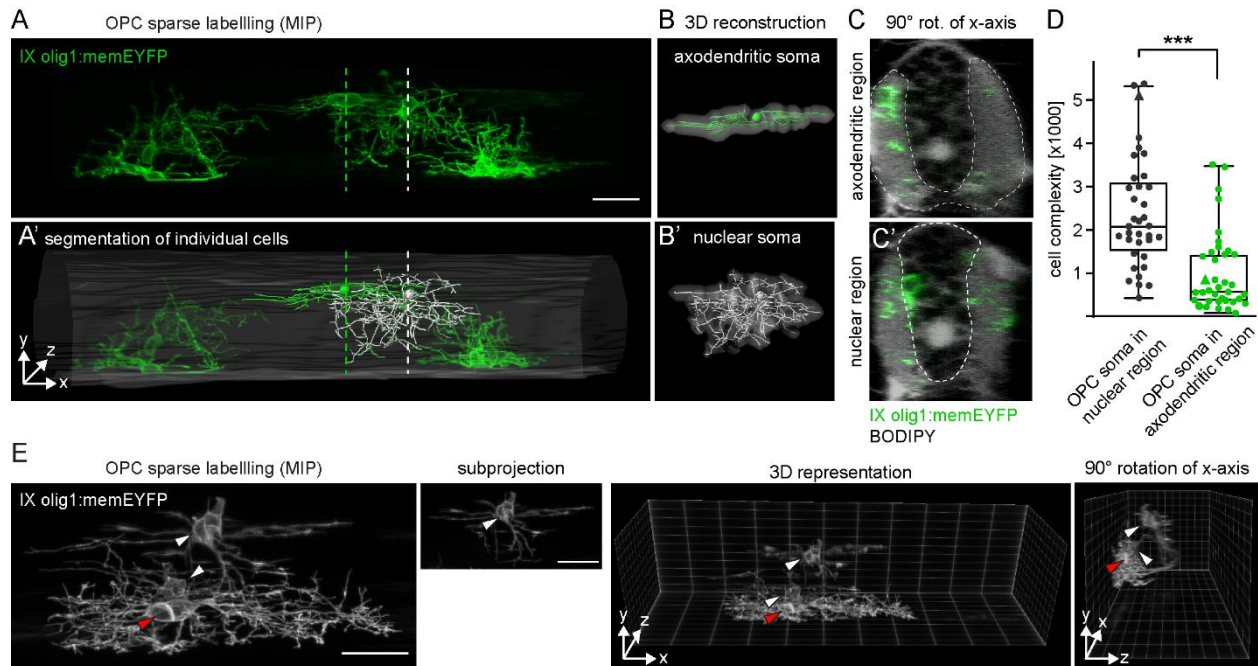 A
OPC sparse labellling (MIP)
IX olig1:memEYFP
A'
segmentation of individual cells
y
z
x
B
3D reconstruction
axodendritic soma
B'
nuclear soma
C
90° rot. of x-axis
axodendritic region
C'
nuclear region
IX olig1:memEYFP
BODIPY
D
***
cell complexity [x1000]
5
4
3
2
1
OPC soma in
nuclear region
OPC soma in
axodendritic region
E
OPC sparse labellling (MIP)
IX olig1:memEYFP
subprojection
3D representation
y
z
x
90° rotation of x-axis
y
x
z